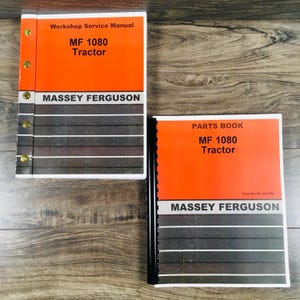 Workshop Service Manual
MF 1080
Tractor
MASSEY FERGUSON
PARTS BOOK
MF 1080
Tractor
MASSEY FERGUSON